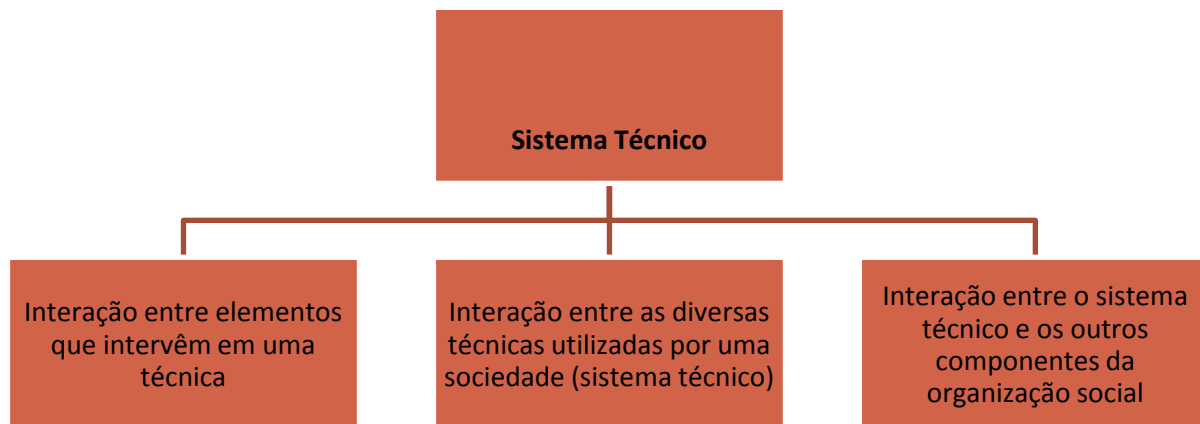 Sistema Técnico
Interação entre elementos
que intervêm em uma
técnica
Interação entre as diversas
técnicas utilizadas por uma
sociedade (sistema técnico)
Interação entre o sistema
técnico e os outros
componentes da
organização social